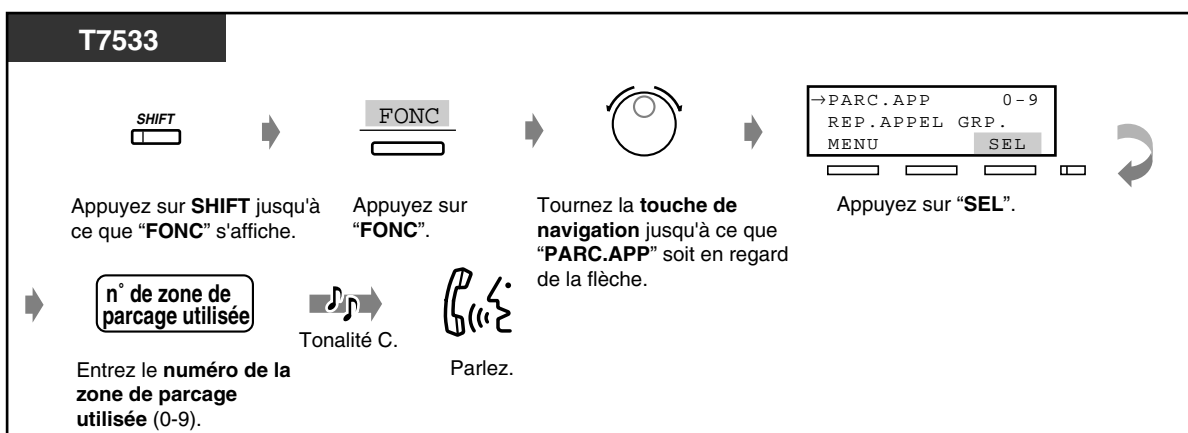 T7533
SHIFT
FONC
→PARC.APP 0-9
REP.APPEL GRP.
MENU SEL
Appuyez sur SHIFT jusqu'à
ce que “FONC” s'affiche.
Appuyez sur
“FONC”.
Tournez la touche de
navigation jusqu'à ce que
“PARC.APP” soit en regard
de la flèche.
Appuyez sur “SEL”.
n° de zone de
parcage utilisée
Tonalité C.
Entrez le numéro de la
zone de parcage
utilisée (0-9).
Parlez.